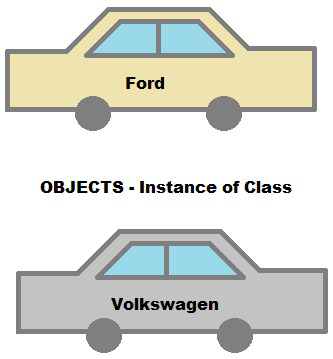 Ford
OBJECTS - Instance of Class
Volkswagen